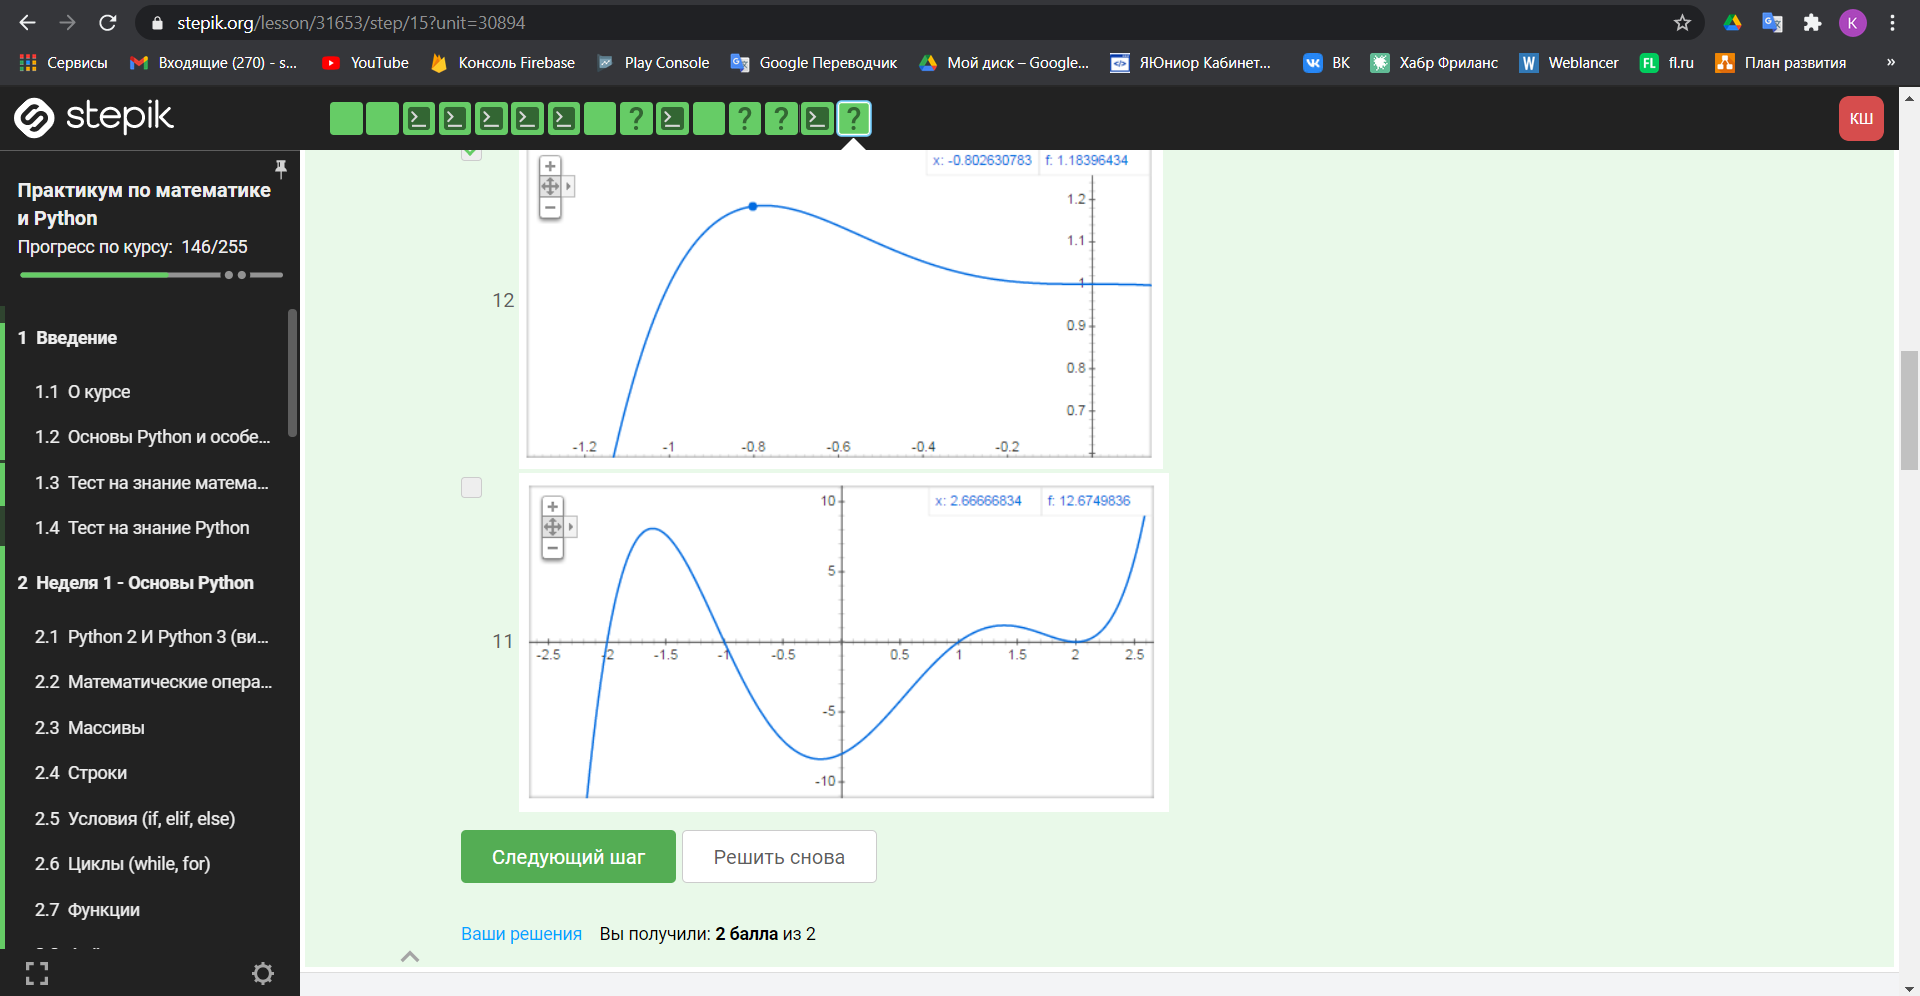 stepik.org/lesson/31653/step/15?unit=30894
K
Сервисы
Входящие (270) - s...
YouTube
Консоль Firebase
Play Console
Google Переводчик
Мой диск – Google...
ЯЮниор Кабинет...
ВК
Хабр Фриланс
Weblancer
fl.ru
План развития
»
stepik
КШ
Практикум по математике
и Python
Прогресс по курсу: 146/255
1 Введение
1.1 О курсе
1.2 Основы Python и особе...
1.3 Тест на знание матема...
1.4 Тест на знание Python
2 Неделя 1 - Основы Python
2.1 Python 2 И Python 3 (ви...
2.2 Математические опера...
2.3 Массивы
2.4 Строки
2.5 Условия (if, elif, else)
2.6 Циклы (while, for)
2.7 Функции
x: -0.802630783 f: 1.18396434
1.2
1.1
1
0.9
0.8
0.7
-1.2 -1 -0.8 -0.6 -0.4 -0.2
12
x: 2.66666834 f: 12.6749836
10
5
-2.5 -2 -1.5 -1 -0.5 0.5 1 1.5 2 2.5
-5
-10
11
Следующий шаг
Решить снова
Ваши решения Вы получили: 2 балла из 2